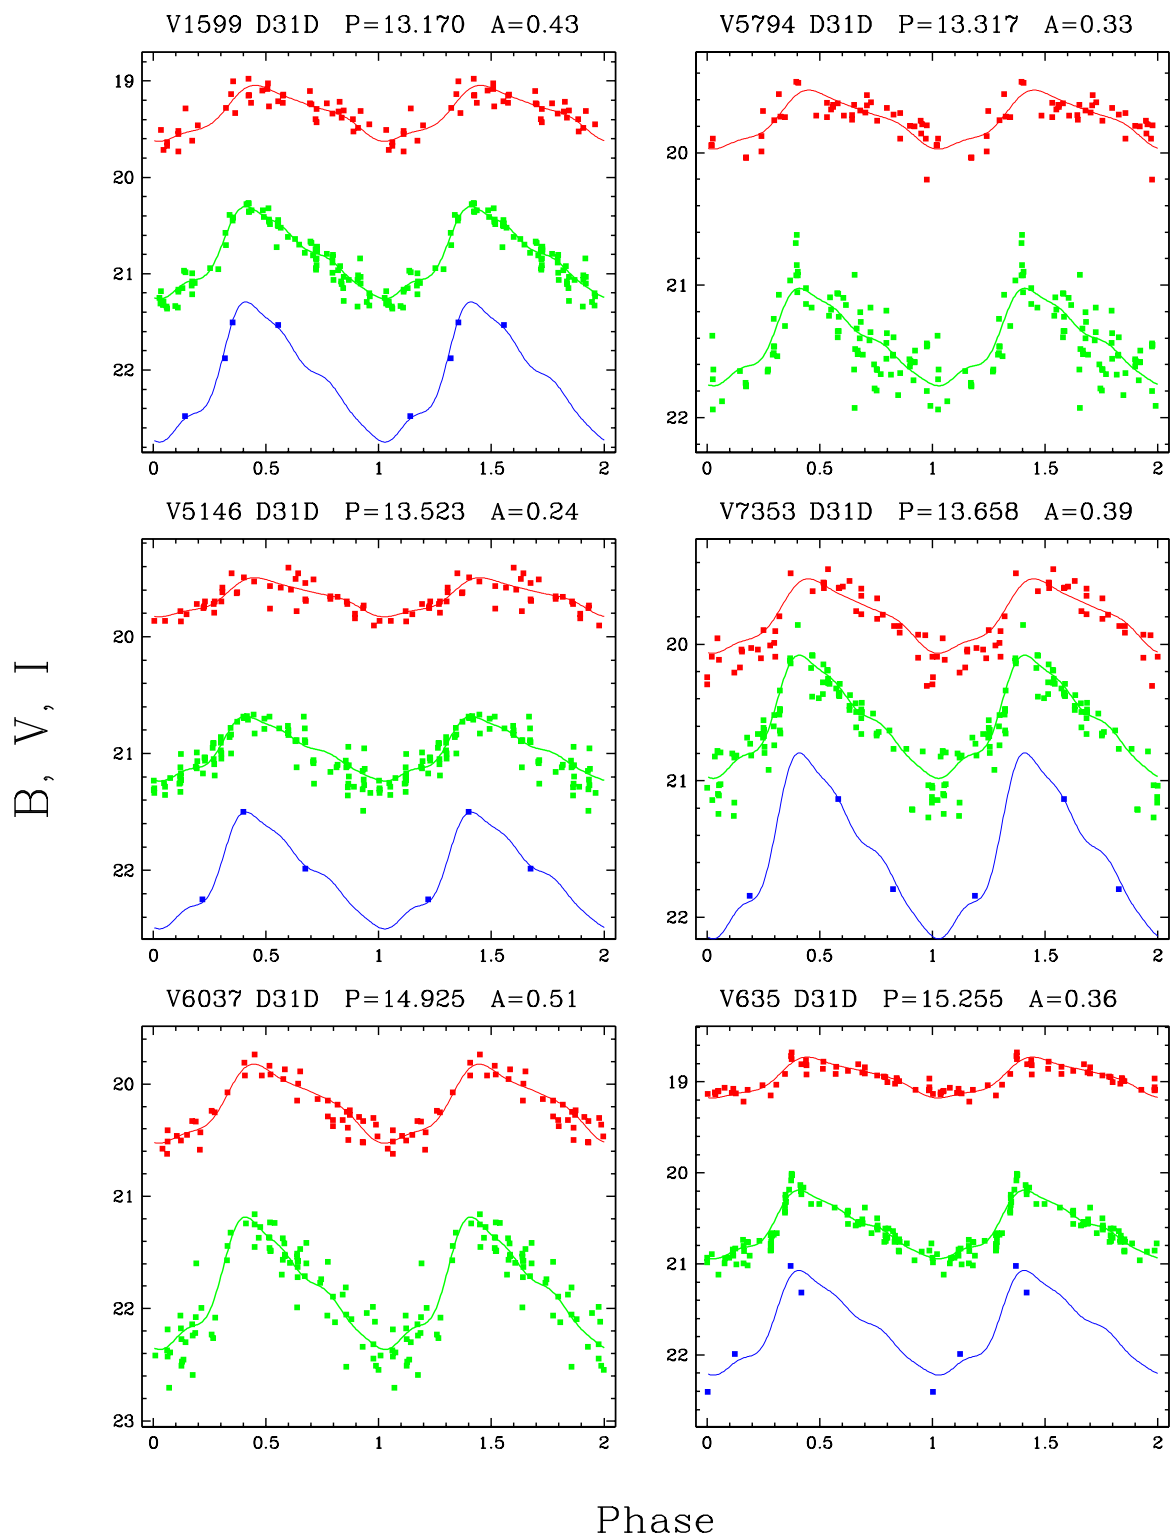 V1599 D31D P=13.170 A=0.43
V5794 D31D P=13.317 A=0.33
19
20
21
22
0 0.5 1 1.5 2
20
21
22
0 0.5 1 1.5 2
V5146 D31D P=13.523 A=0.24
V7353 D31D P=13.658 A=0.39
20
21
22
0 0.5 1 1.5 2
20
21
22
0 0.5 1 1.5 2
B, V, I
V6037 D31D P=14.925 A=0.51
V635 D31D P=15.255 A=0.36
20
21
22
23
0 0.5 1 1.5 2
19
20
21
22
0 0.5 1 1.5 2
Phase